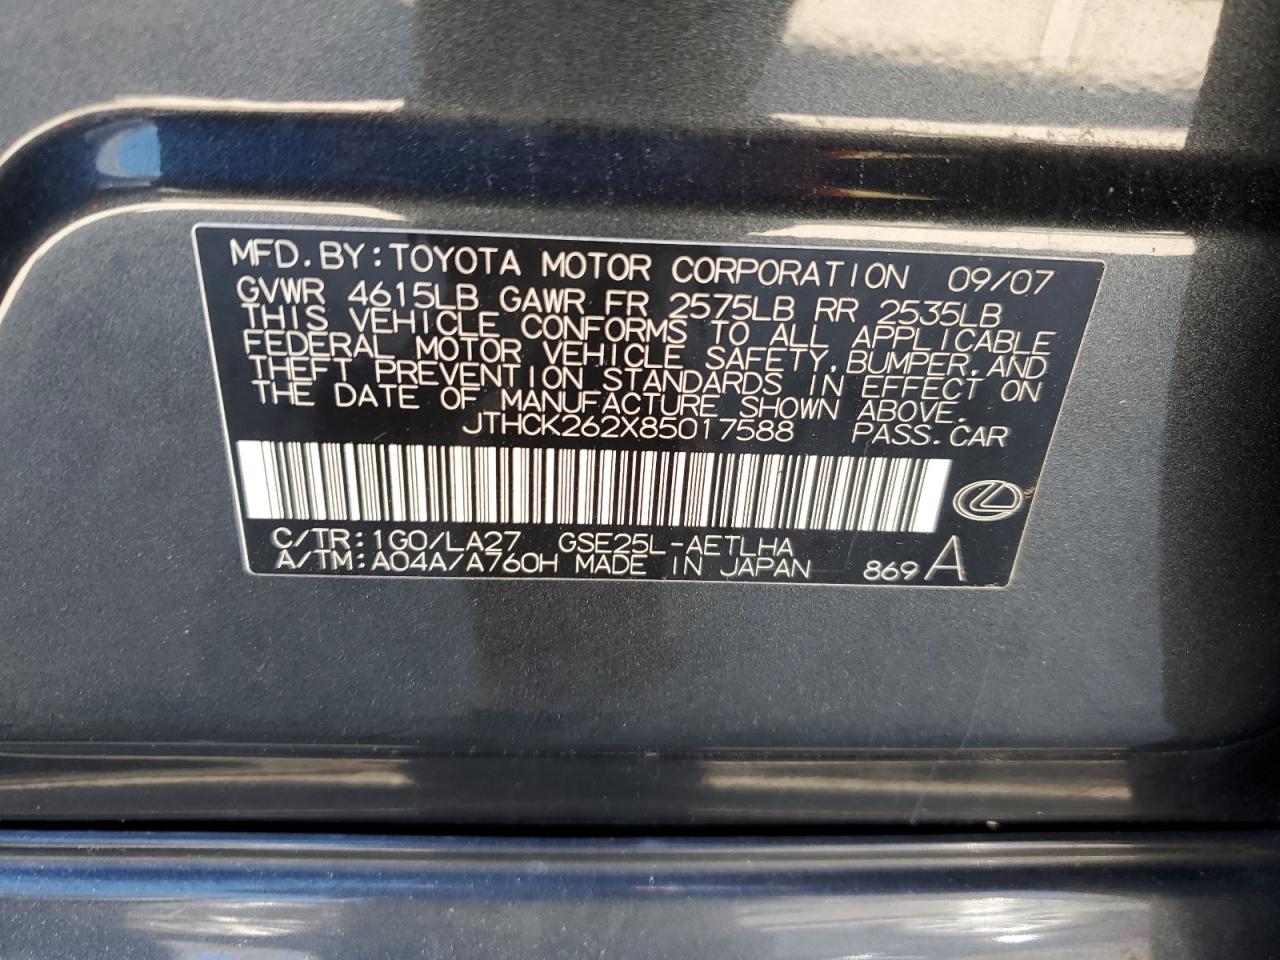 MFD. BY: TOYOTA MOTOR CORPORATION 09/07
GVWR 4615LB GAWR FR 2575LB RR 2535LB
THIS VEHICLE CONFORMS TO ALL APPLICABLE
FEDERAL MOTOR VEHICLE SAFETY, BUMPER, AND
THEFT PREVENTION STANDARDS IN EFFECT ON
THE DATE OF MANUFACTURE SHOWN ABOVE.
JTHCK262X85017588 PASS. CAR
C/TR: 1G0/LA27 GSE25L-AETLHA
A/TM: A04A/A760H MADE IN JAPAN 869 A